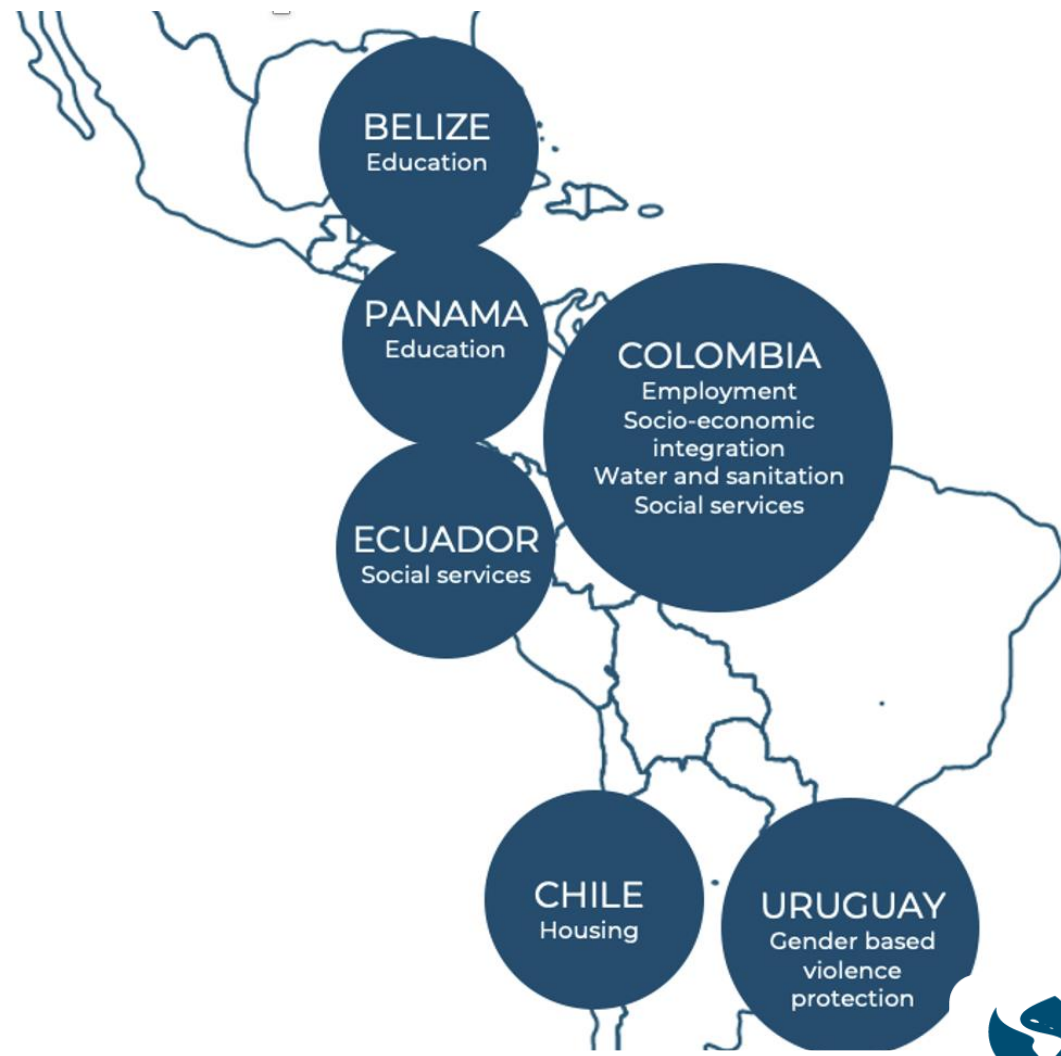 BELIZE
Education
PANAMA
Education
COLOMBIA
Employment
Socio-economic
integration
Water and sanitation
Social services
ECUADOR
Social services
CHILE
Housing
URUGUAY
Gender based
violence
protection